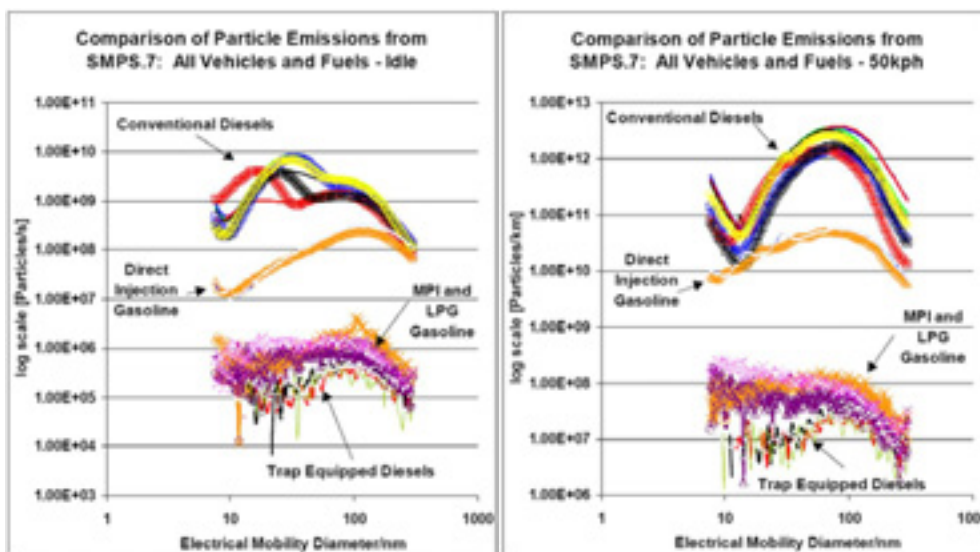 Comparison of Particle Emissions from
SMPS.7: All Vehicles and Fuels - Idle
1.00E+11
1.00E+10
1.00E+09
1.00E+08
1.00E+07
1.00E+06
1.00E+05
1.00E+04
1.00E+03
log scale [Particles/s]
Conventional Diesels
Direct
Injection
Gasoline
MPI and
LPG
Gasoline
Trap Equipped Diesels
1
10
100
1000
Electrical Mobility Diameter/nm
Comparison of Particle Emissions from
SMPS.7: All Vehicles and Fuels - 50kph
1.00E+13
1.00E+12
1.00E+11
1.00E+10
1.00E+09
1.00E+08
1.00E+07
1.00E+06
log scale [Particles/km]
Conventional Diesels
Direct
Injection
Gasoline
MPI and
LPG
Gasoline
Trap Equipped Diesels
1
10
100
1000
Electrical Mobility Diameter/nm